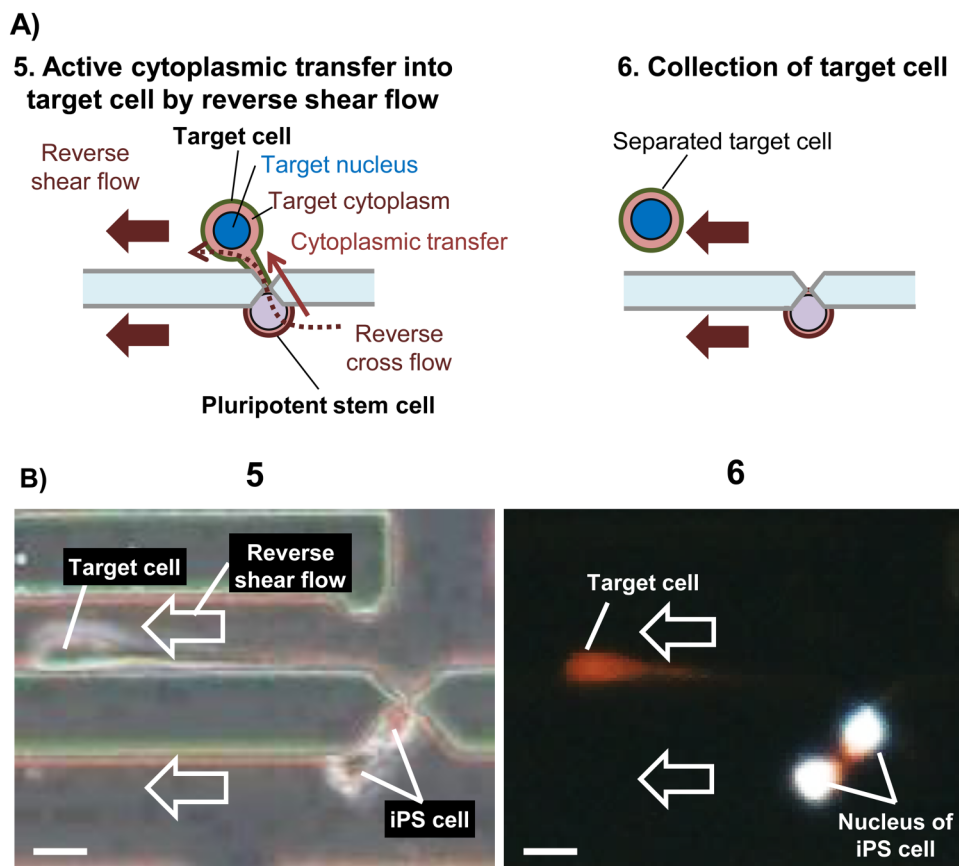 A)
5. Active cytoplasmic transfer into
target cell by reverse shear flow
Target cell
Reverse
shear flow
Target nucleus
Target cytoplasm
Cytoplasmic transfer
Reverse
cross flow
Pluripotent stem cell
6. Collection of target cell
Separated target cell
B)
5
Target cell
Reverse
shear flow
iPS cell
6
Target cell
Nucleus of
iPS cell